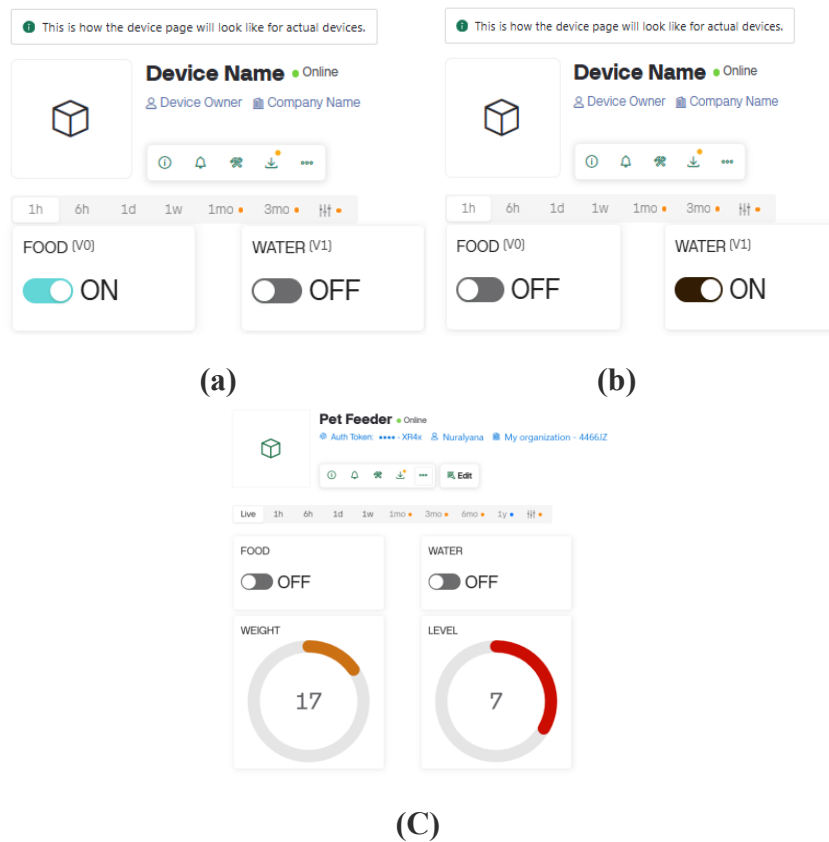 This is how the device page will look for actual devices.
Device Name Online
Device Owner Company Name
1h 6h 1d 1w 1mo 3mo
FOOD (V0)
ON
WATER (V1)
OFF
(a)
This is how the device page will look for actual devices.
Device Name Online
Device Owner Company Name
1h 6h 1d 1w 1mo 3mo
FOOD (V0)
OFF
WATER (V1)
ON
(b)
Pet Feeder Online
Auth Token: •••• - XR4x Nuralyana My organization - 4466JZ
Edit
Live 1h 6h 1d 1w 1mo 3mo 6mo 1y
FOOD
OFF
WATER
OFF
WEIGHT
17
LEVEL
7
(C)